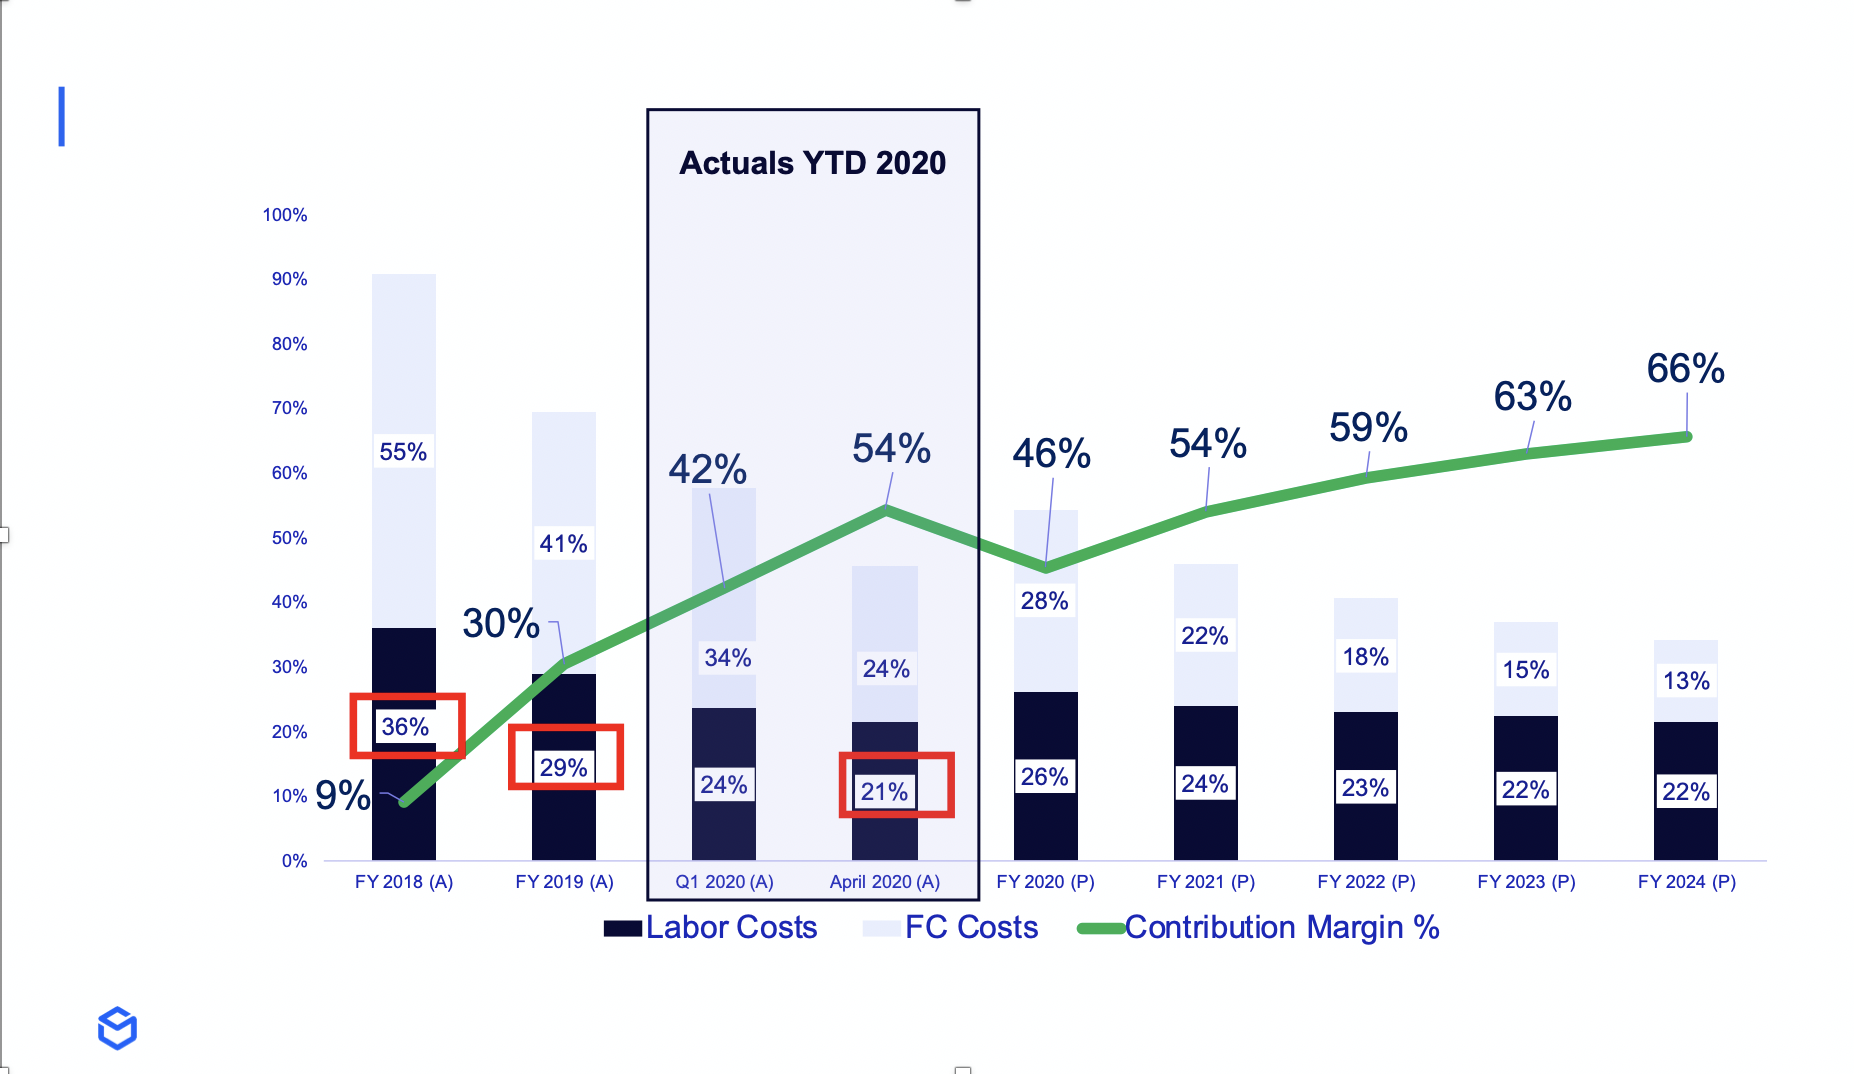 Actuals YTD 2020
100%
90%
80%
70%
60%
50%
40%
30%
20%
10%
0%
55%
41%
34%
24%
28%
22%
18%
15%
13%
36%
29%
24%
21%
26%
24%
23%
22%
22%
9%
30%
42%
54%
46%
54%
59%
63%
66%
FY 2018 (A)
FY 2019 (A)
Q1 2020 (A)
April 2020 (A)
FY 2020 (P)
FY 2021 (P)
FY 2022 (P)
FY 2023 (P)
FY 2024 (P)
Labor Costs
FC Costs
Contribution Margin %